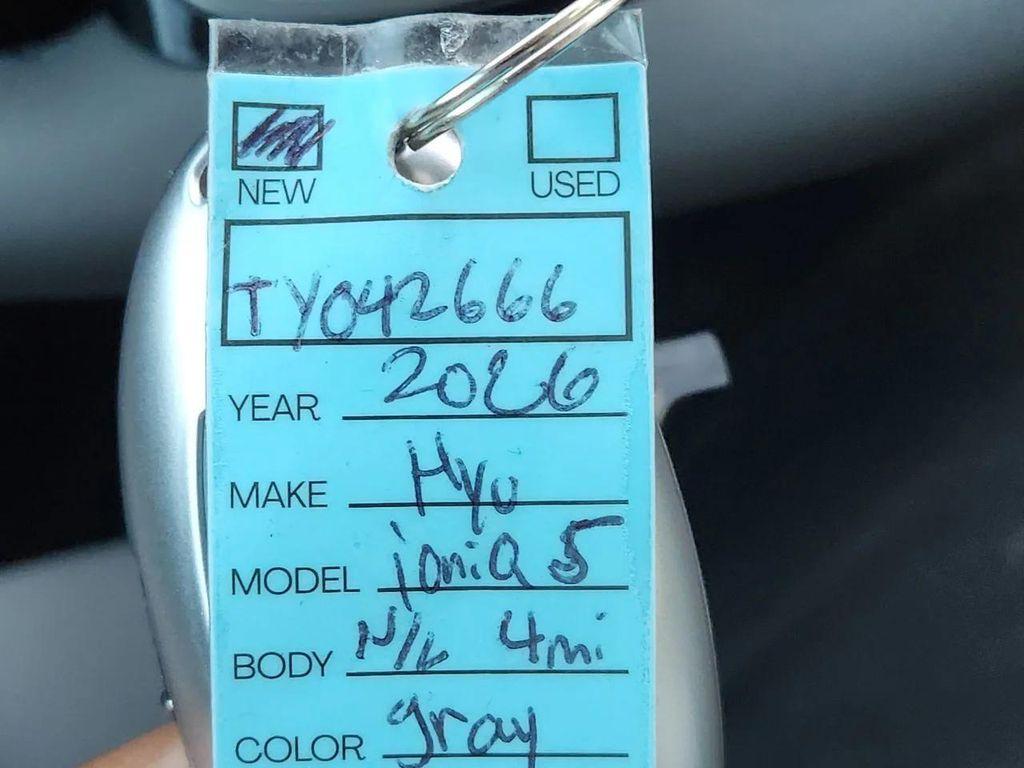 NEW USED
TY042666
YEAR 2026
MAKE Hyu
MODEL ioniQ 5
BODY N/L 4mi
COLOR gray